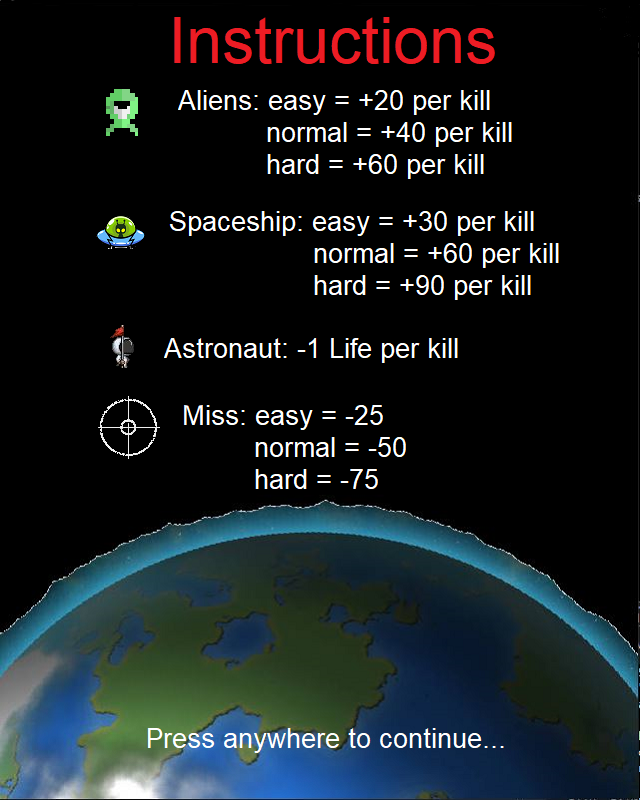 Instructions
Aliens: easy = +20 per kill
normal = +40 per kill
hard = +60 per kill
Spaceship: easy = +30 per kill
normal = +60 per kill
hard = +90 per kill
Astronaut: -1 Life per kill
Miss: easy = -25
normal = -50
hard = -75
Press anywhere to continue...